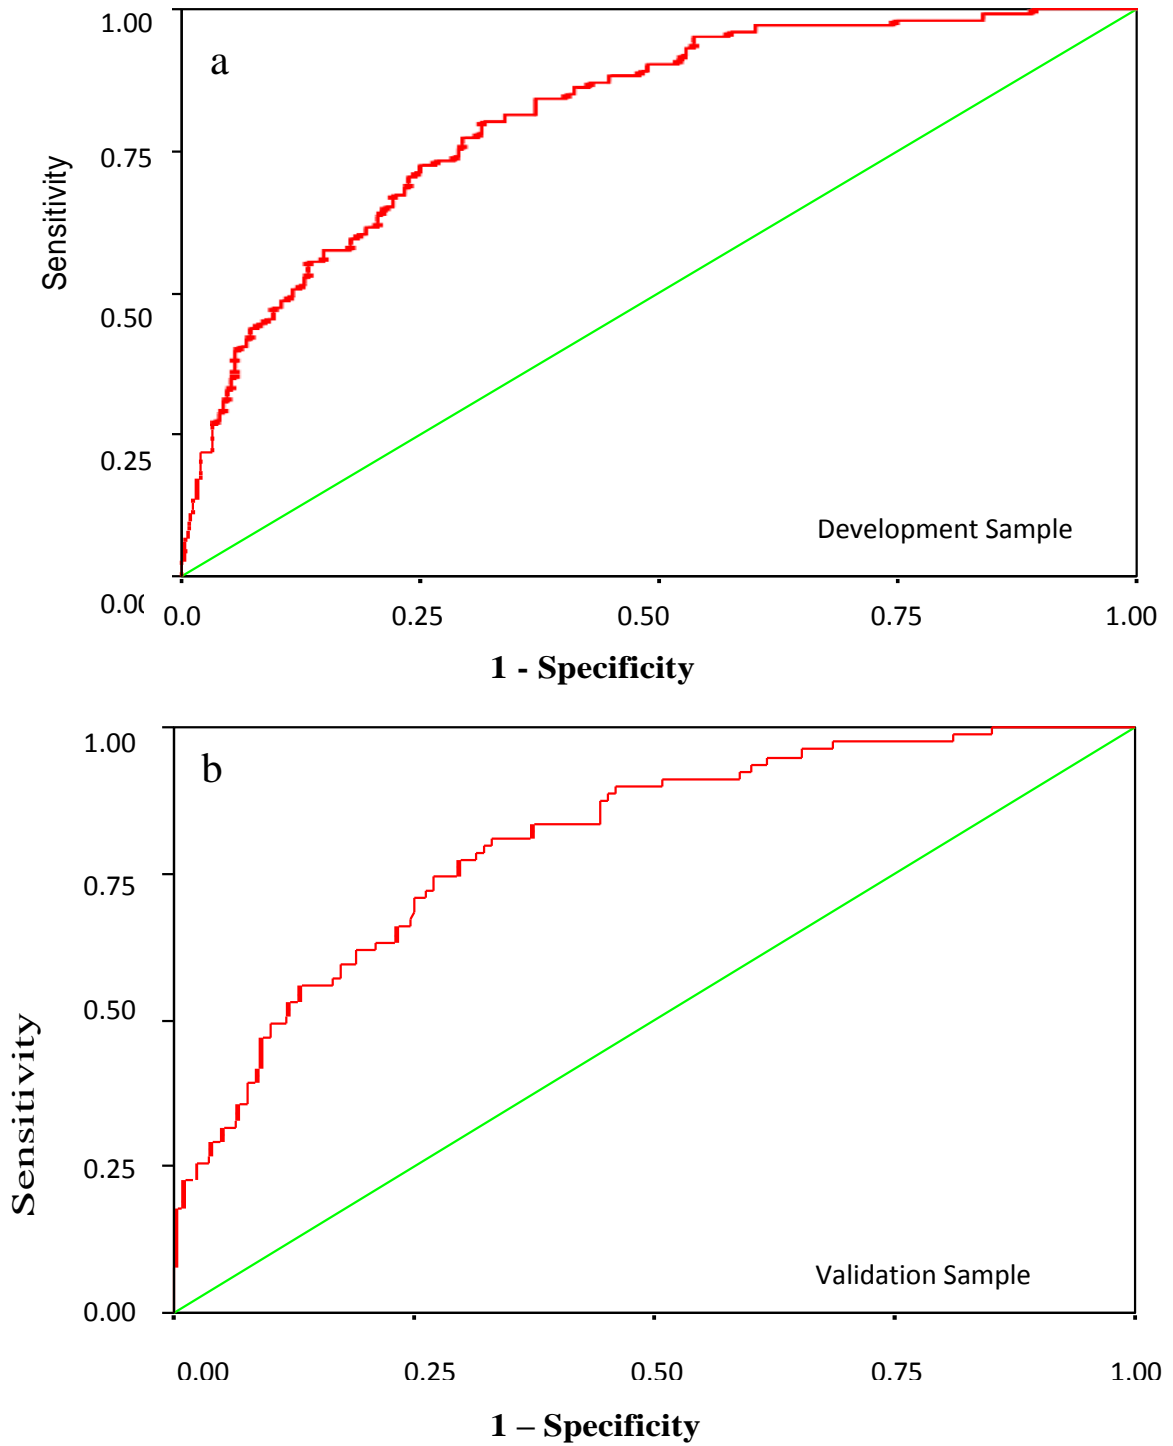 1.00
a
0.75
Sensitivity
0.50
0.25
Development Sample
0.00
0.0 0.25 0.50 0.75 1.00
1 - Specificity
1.00
b
0.75
0.50
Sensitivity
0.25
Validation Sample
0.00
0.00 0.25 0.50 0.75 1.00
1 – Specificity